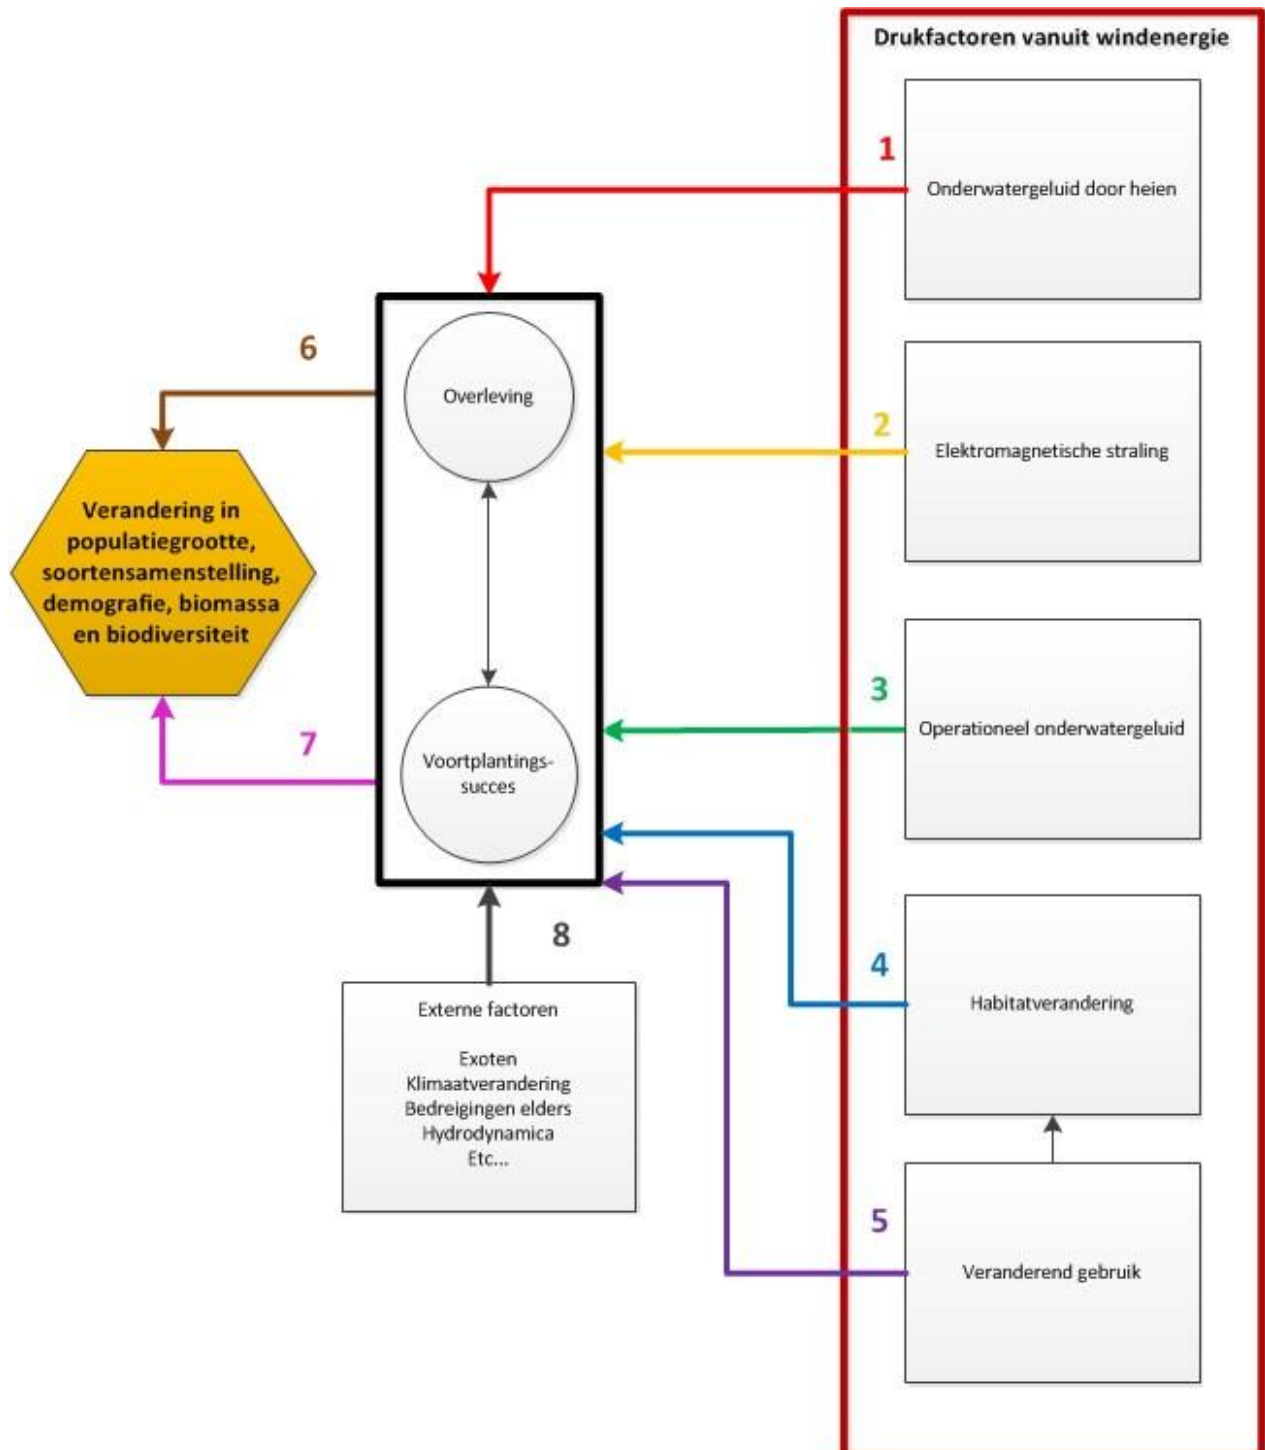 Drukfactoren vanuit windenergie
1
Onderwatergeluid door heien
6
Overleving
2
Elektromagnetische straling
Verandering in
populatiegrootte,
soortensamenstelling,
demografie, biomassa
en biodiversiteit
3
Operationeel onderwatergeluid
7
Voortplantings-
succes
8
4
Habitatverandering
Externe factoren
Exoten
Klimaatverandering
Bedreigingen elders
Hydrodynamica
Etc...
5
Veranderend gebruik